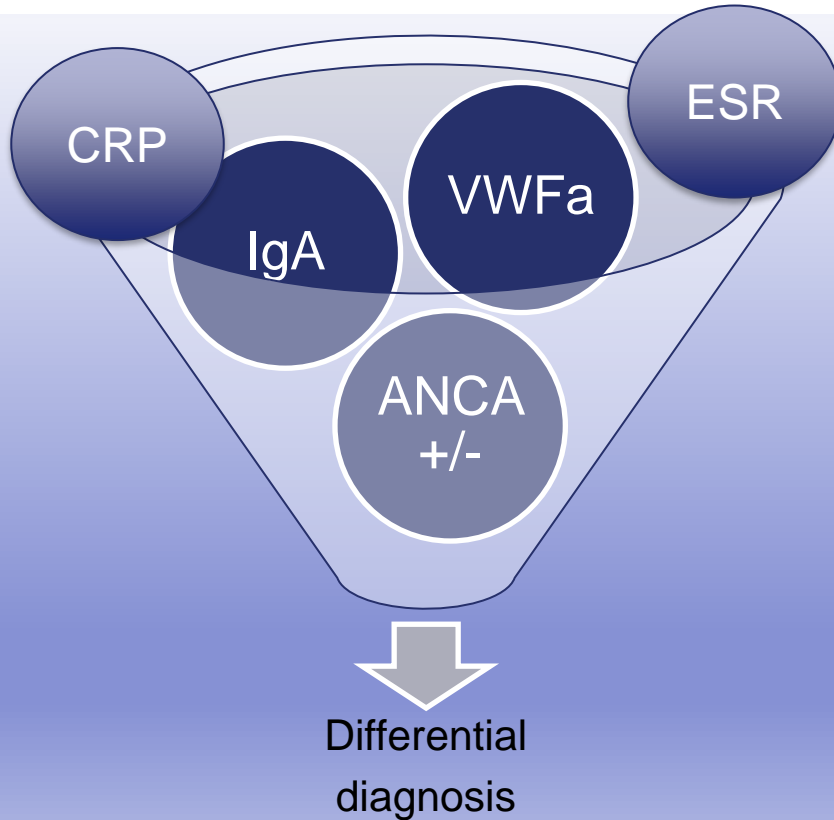 CRP
ESR
VWFa
IgA
ANCA
+/-
Differential
diagnosis